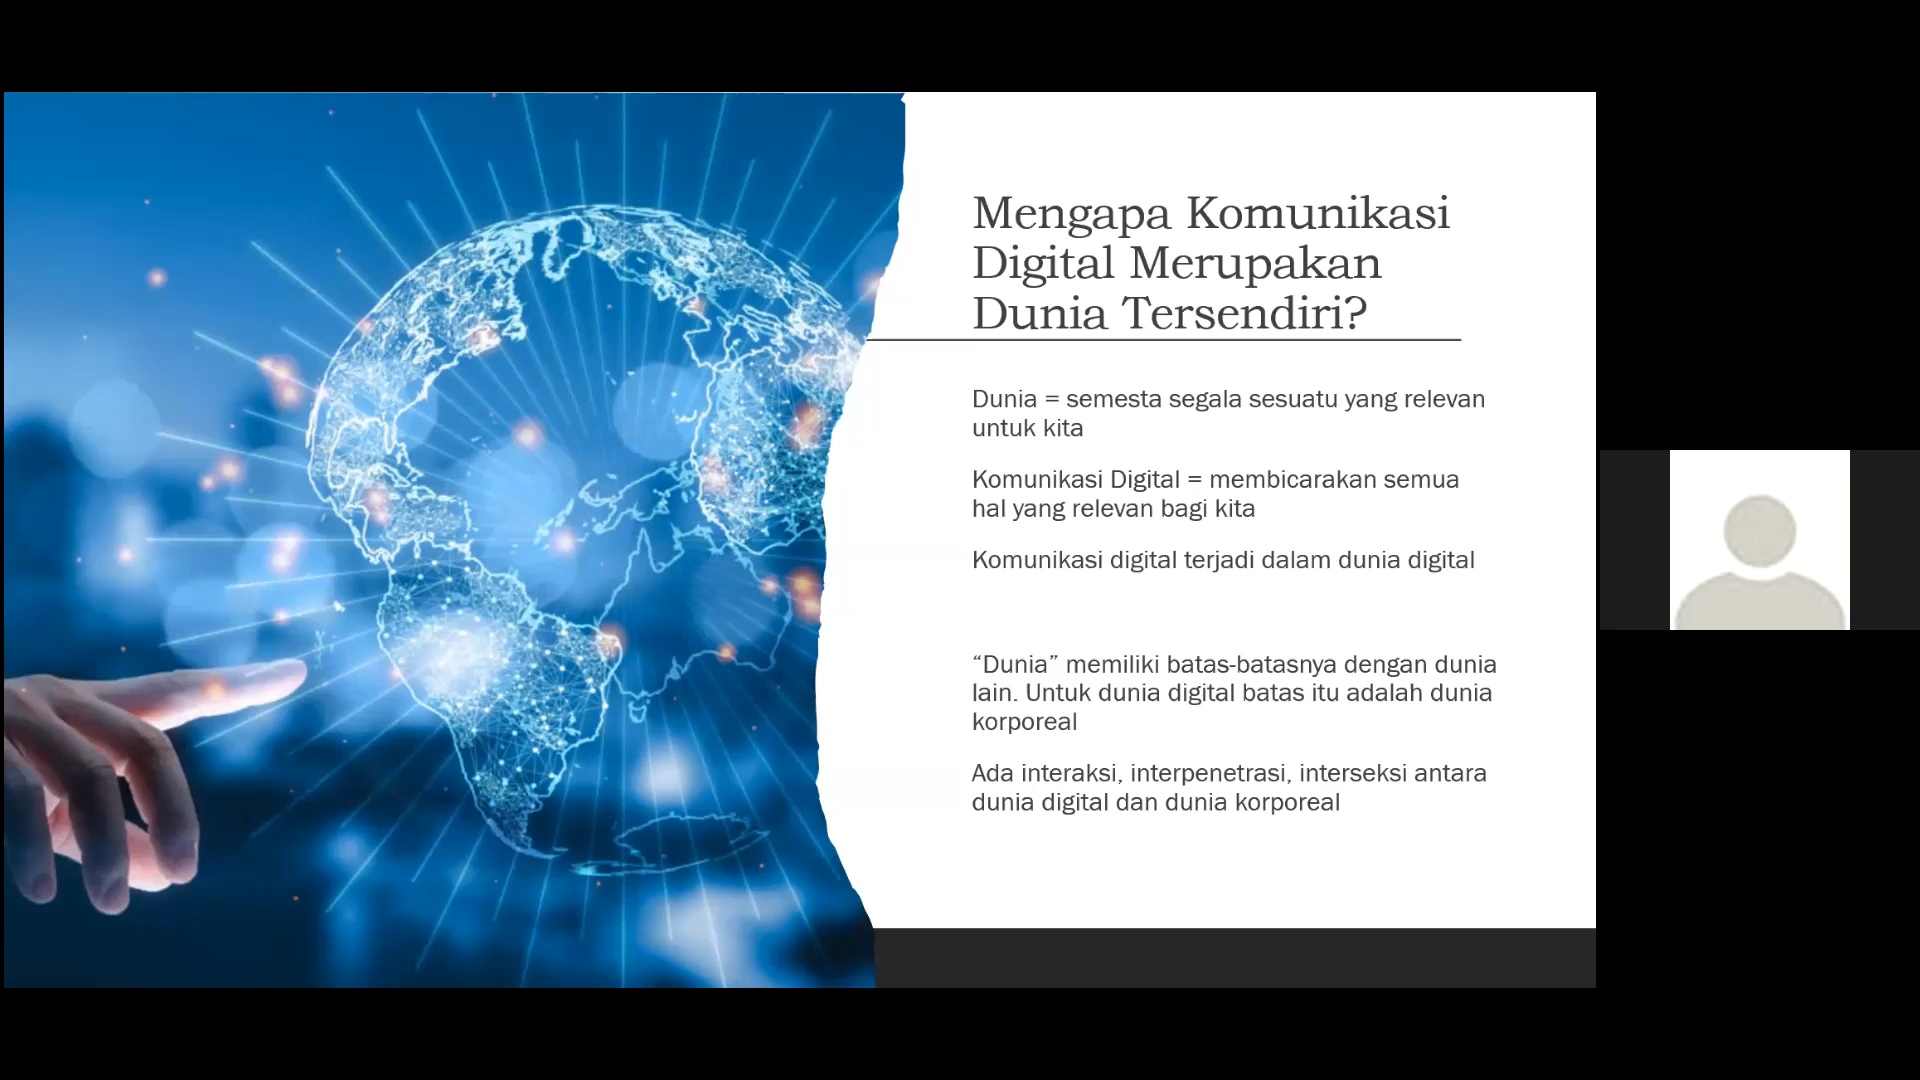 Mengapa Komunikasi
Digital Merupakan
Dunia Tersendiri?
Dunia = semesta segala sesuatu yang relevan
untuk kita
Komunikasi Digital = membicarakan semua
hal yang relevan bagi kita
Komunikasi digital terjadi dalam dunia digital
“Dunia” memiliki batas-batasnya dengan dunia
lain. Untuk dunia digital batas itu adalah dunia
korporeal
Ada interaksi, interpenetrasi, interseksi antara
dunia digital dan dunia korporeal